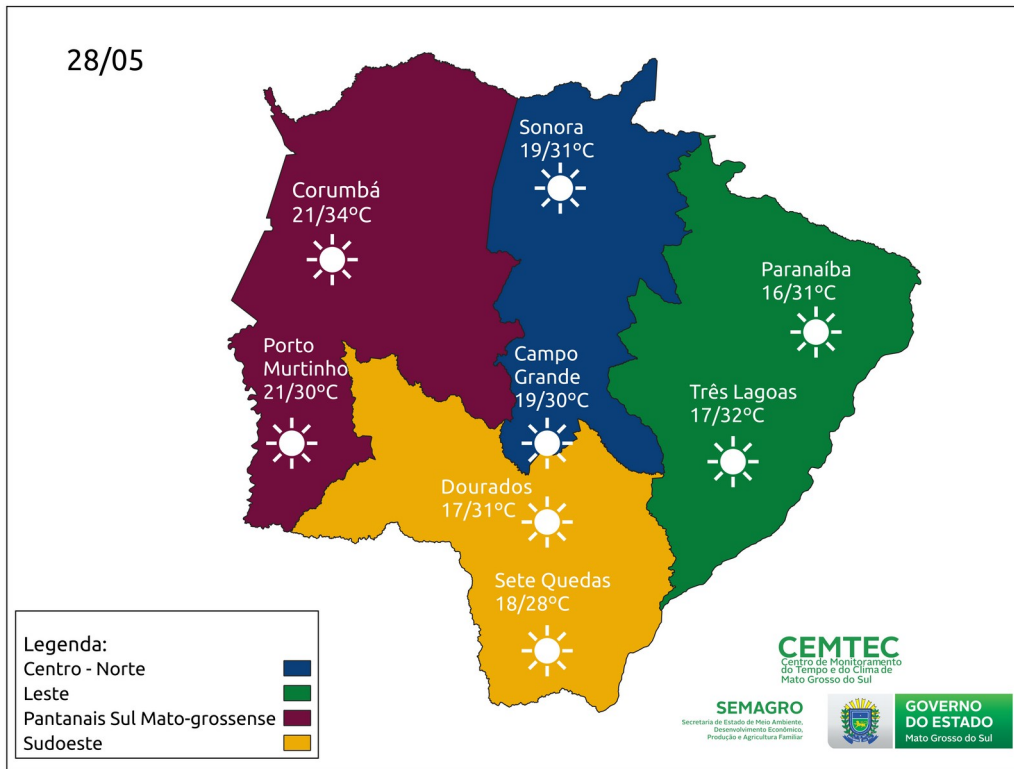 28/05
Sonora
19/31ºC
Corumbá
21/34ºC
Paranaíba
16/31ºC
Porto
Murtinho
21/30ºC
Campo
Grande
19/30ºC
Três Lagoas
17/32ºC
Dourados
17/31ºC
Sete Quedas
18/28ºC
Legenda:
Centro - Norte
Leste
Pantanais Sul Mato-grossense
Sudoeste
CEMTEC
Centro de Monitoramento
do Tempo e do Clima de
Mato Grosso do Sul
SEMAGRO
Secretaria de Estado de Meio Ambiente,
Desenvolvimento Econômico,
Produção e Agricultura Familiar
GOVERNO
DO ESTADO
Mato Grosso do Sul